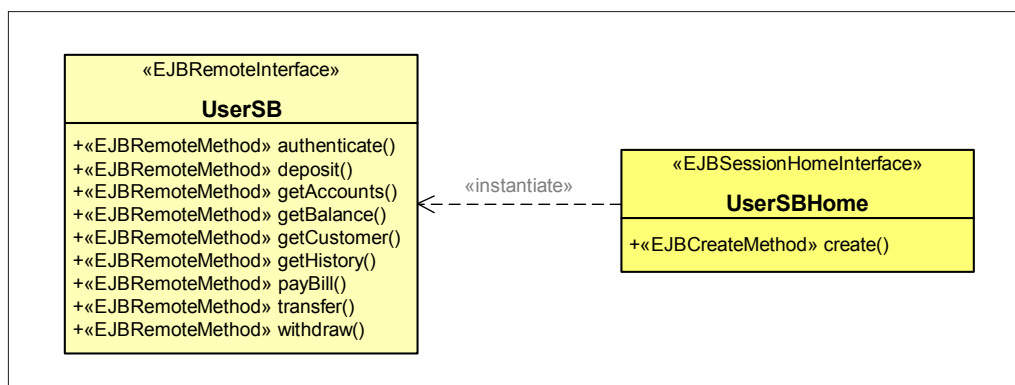 «EJBRemoteInterface»
UserSB
+«EJBRemoteMethod» authenticate()
+«EJBRemoteMethod» deposit()
+«EJBRemoteMethod» getAccounts()
+«EJBRemoteMethod» getBalance()
+«EJBRemoteMethod» getCustomer()
+«EJBRemoteMethod» getHistory()
+«EJBRemoteMethod» payBill()
+«EJBRemoteMethod» transfer()
+«EJBRemoteMethod» withdraw()
«instantiate»
«EJBSessionHomeInterface»
UserSBHome
+«EJBCreateMethod» create()